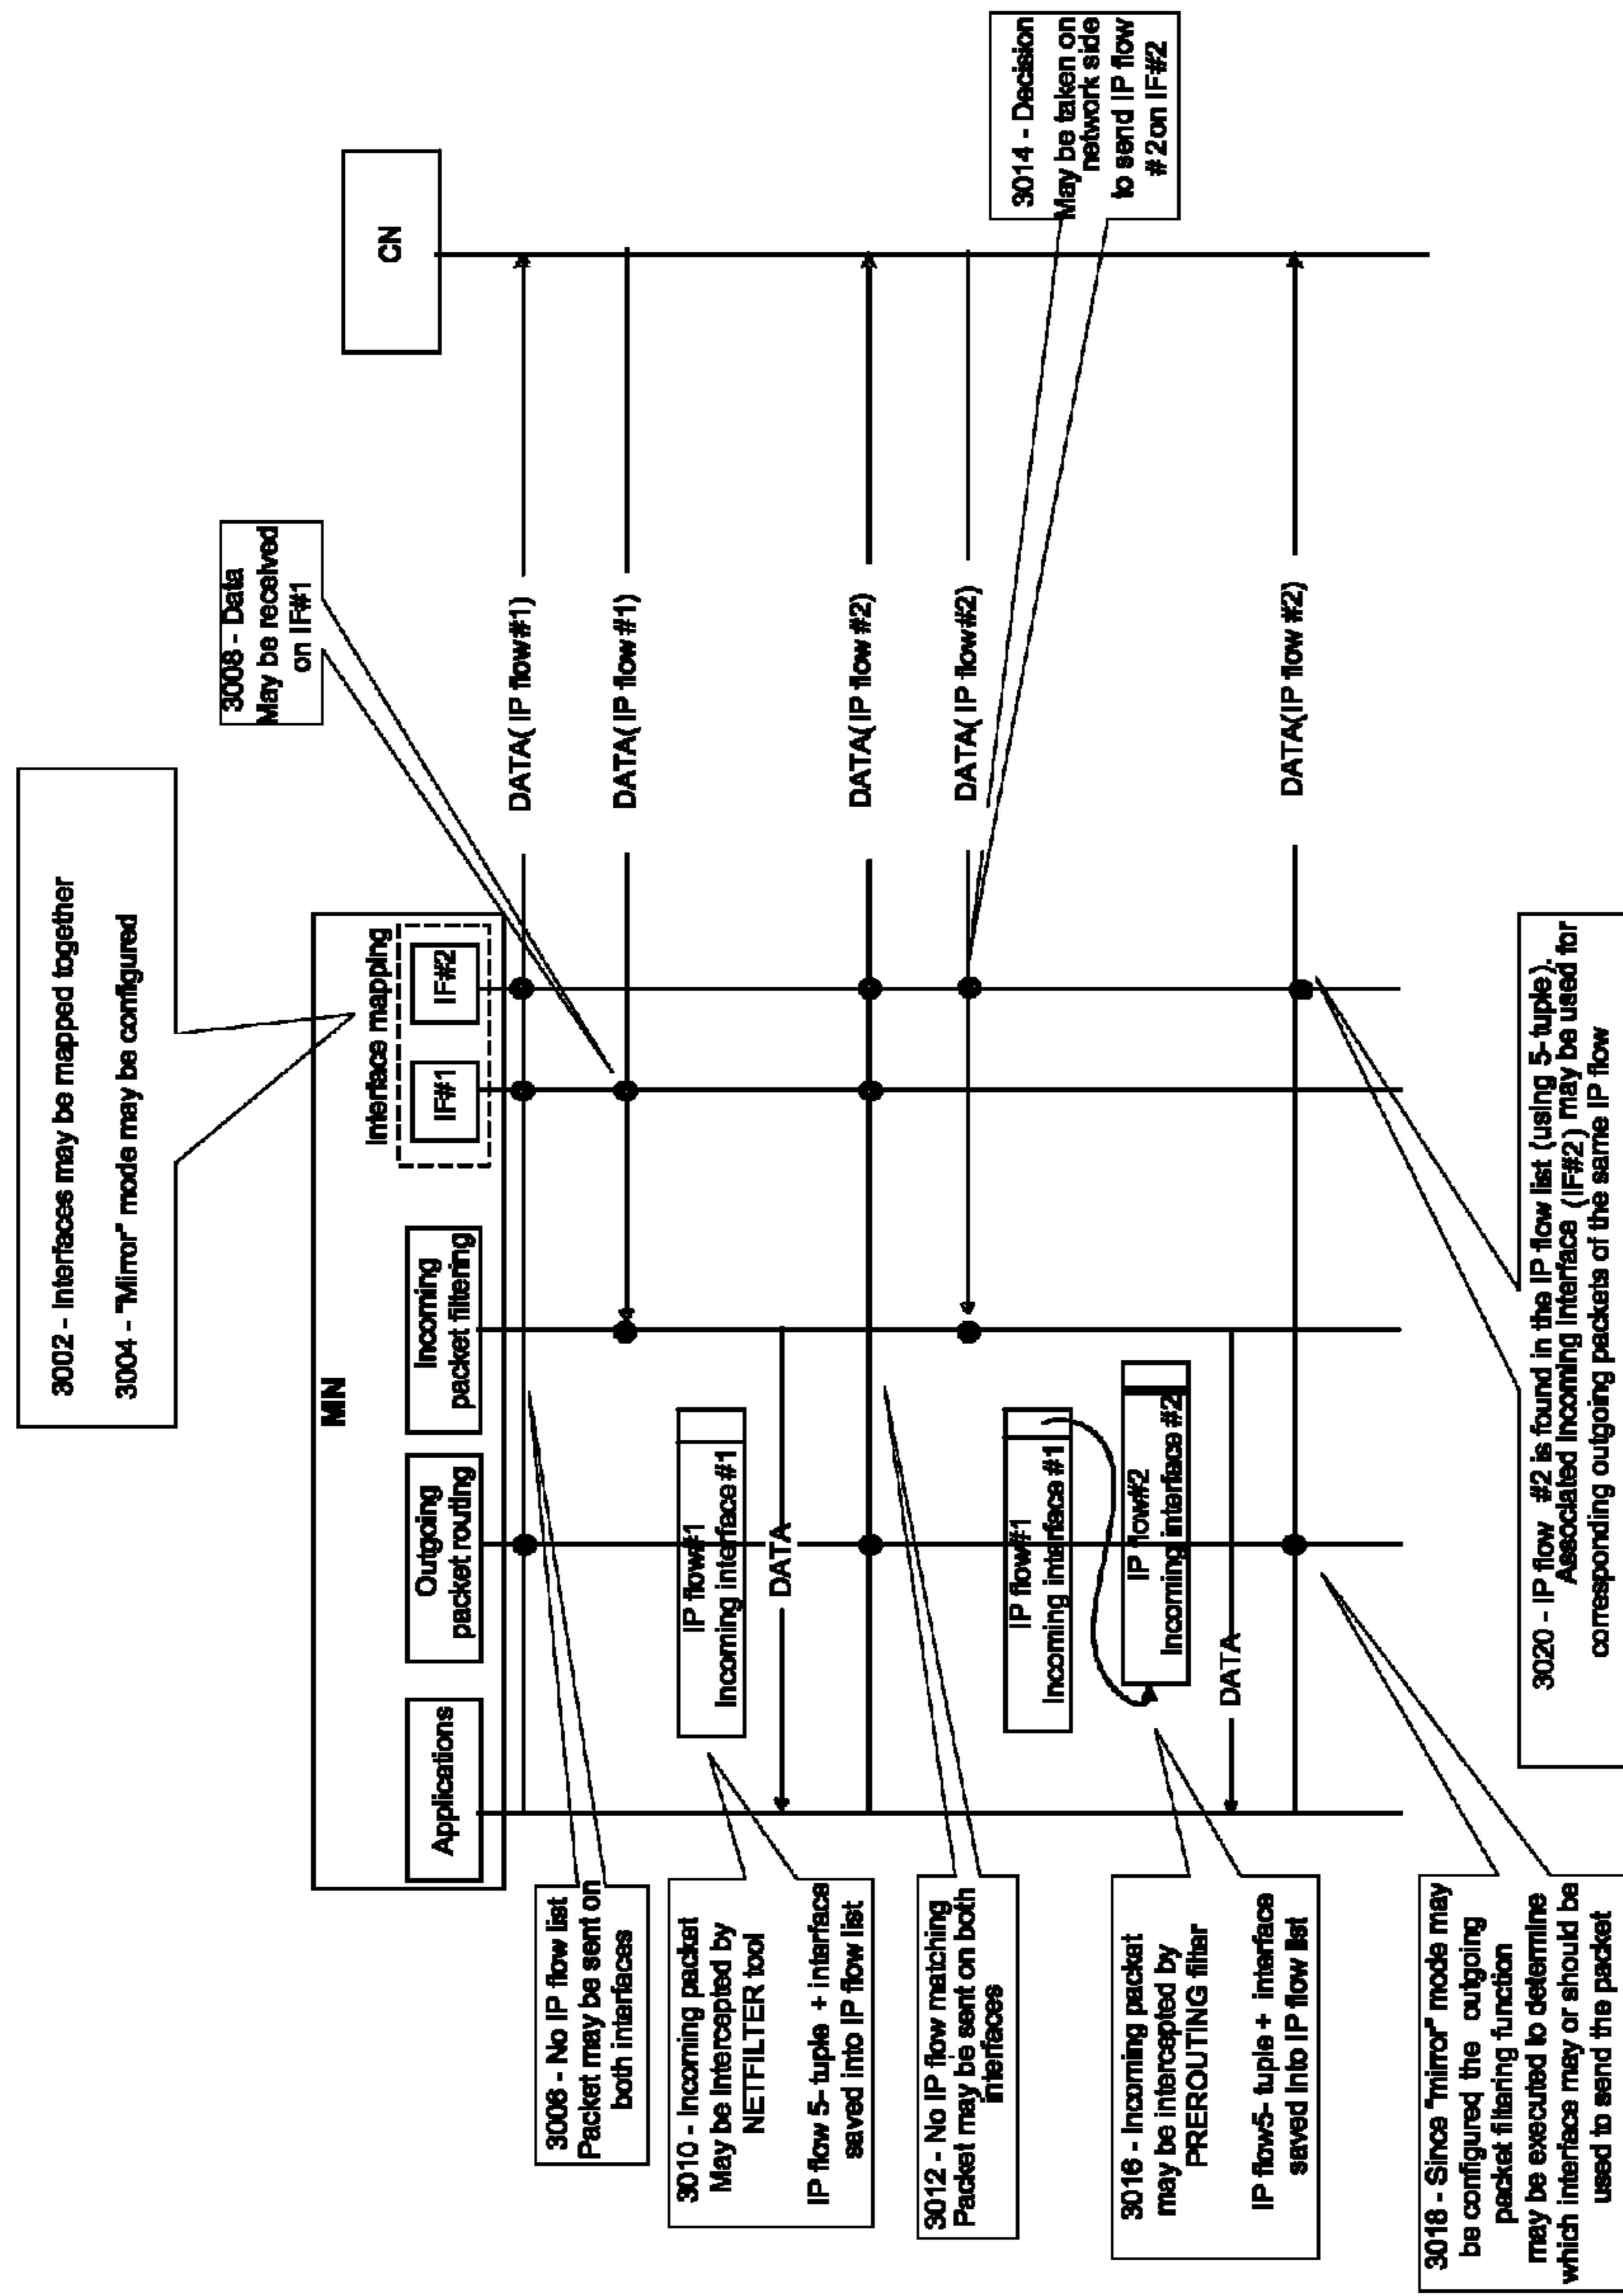 3002 - Interfaces may be mapped together
3004 - "Mirror" mode may be configured
MN
Interface mapping
Applications
Outgoing
packet routing
Incoming
packet filtering
IF#1
IF#2
CN
3006 - No IP flow list
Packet may be sent on
both interfaces
DATA( IP flow#1)
3008 - Data
May be received
on IF#1
DATA( IP flow #1)
3010 - Incoming packet
May be Intercepted by
NETFILTER tool
IP flow 5- tuple + interface
saved into IP flow list
IP flow#1
Incoming interface #1
DATA
3012 - No IP flow matching
Packet may be sent on both
interfaces
DATA( IP flow #2)
DATA( IP flow#2)
3014 - Decision
May be taken on
network side
to send IP flow
#2on IF#2
3016 - Incoming packet
may be intercepted by
PREROUTING filter
IP flow5- tuple + interface
saved into IP flow list
IP flow#1
Incoming interface #1
IP flow#2
Incoming interface #2
DATA
DATA(IP flow #2)
3018 - Since "mirror" mode may
be configured the outgoing
packet filtering function
may be executed to determine
which interface may or should be
used to send the packet
3020 - IP flow #2 is found in the IP flow list (using 5- tuple).
Associated incoming interface (IF#2) may be used for
corresponding outgoing packets of the same IP flow